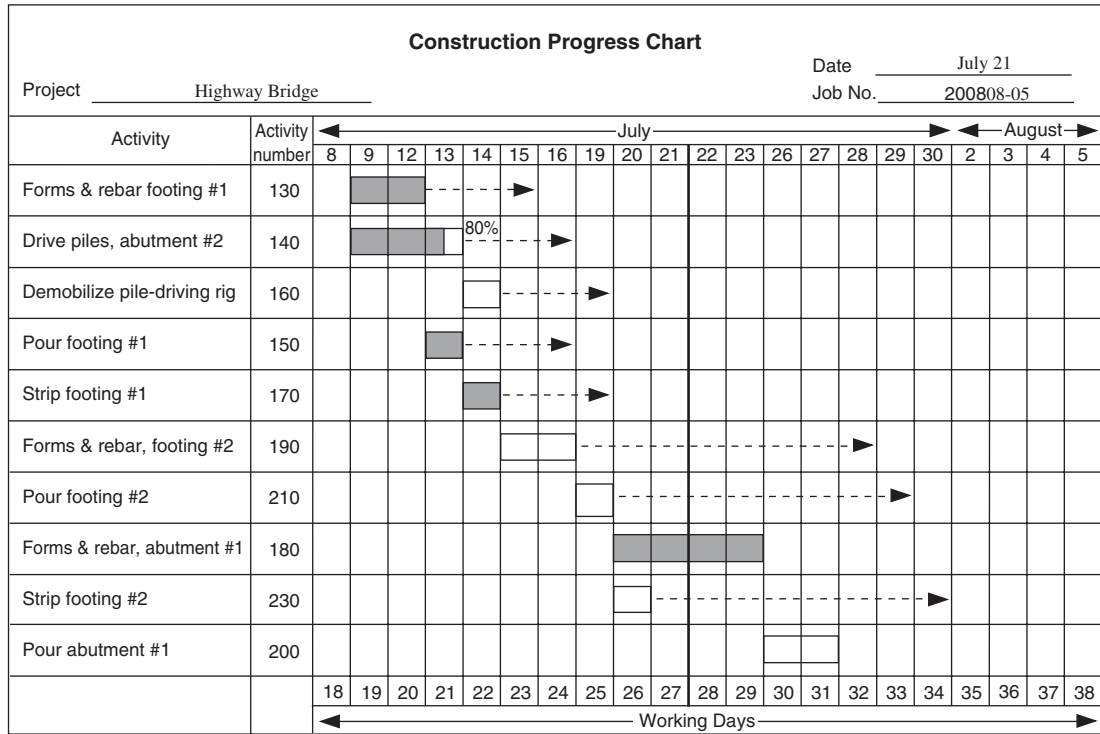 Construction Progress Chart
Date July 21
Project Highway Bridge
Job No. 200808-05
Activity
Activity number
July
August
8 9 12 13 14 15 16 19 20 21 22 23 26 27 28 29 30 2 3 4 5
Forms & rebar footing #1 130
Drive piles, abutment #2 140 80%
Demobilize pile-driving rig 160
Pour footing #1 150
Strip footing #1 170
Forms & rebar, footing #2 190
Pour footing #2 210
Forms & rebar, abutment #1 180
Strip footing #2 230
Pour abutment #1 200
18 19 20 21 22 23 24 25 26 27 28 29 30 31 32 33 34 35 36 37 38
Working Days